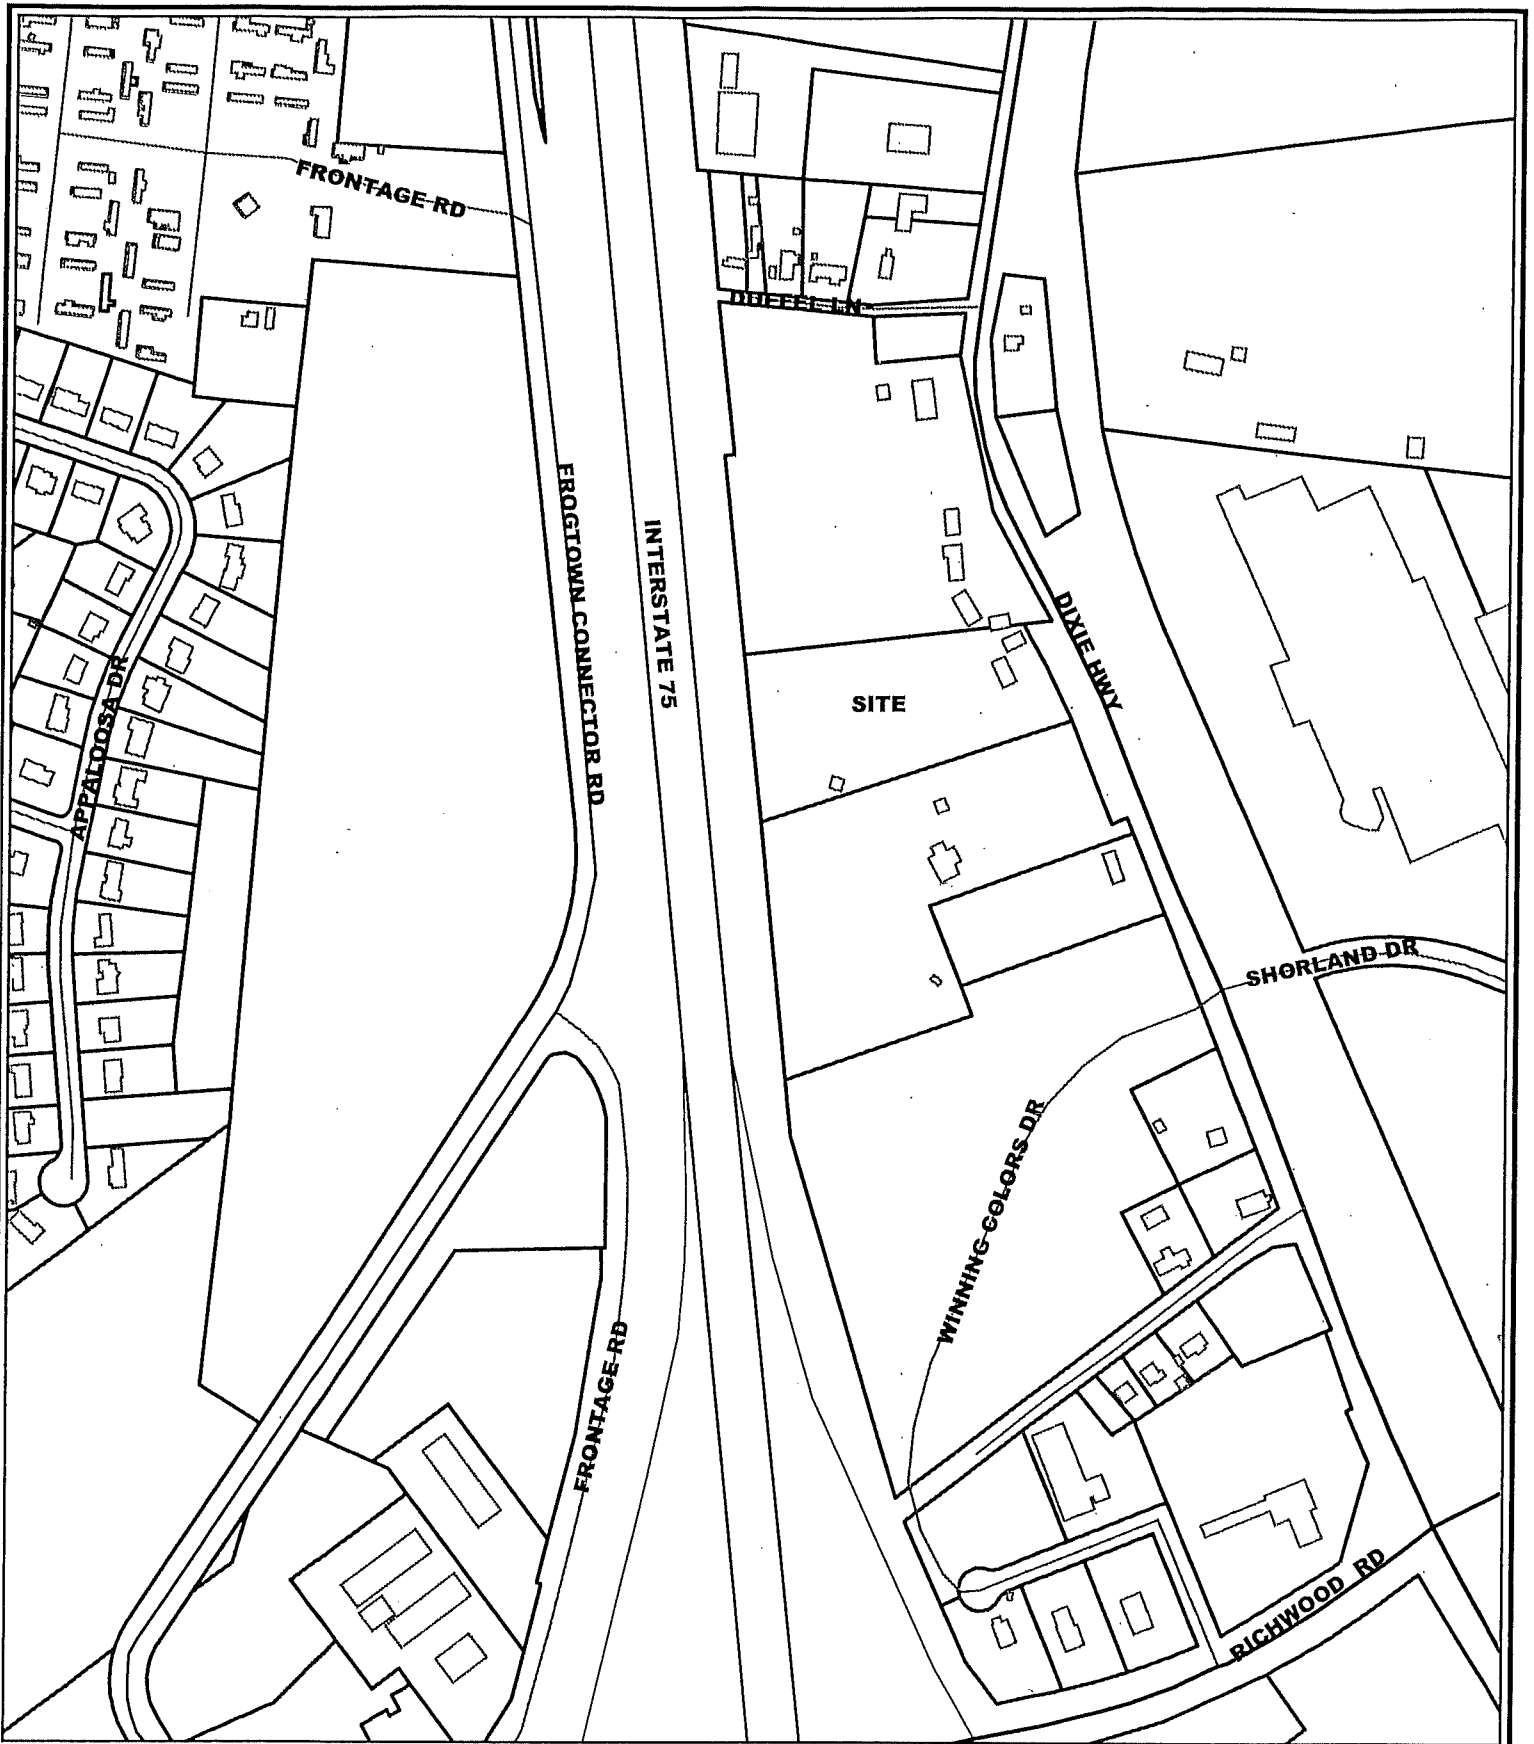 FRONTAGE RD
DUFFEL LN
FROGTOWN CONNECTOR RD
INTERSTATE 75
DIXIE HWY
APPALOOSA DR
SITE
SHORLAND DR
WINNING COLORS DR
FRONTAGE RD
RICHWOOD RD